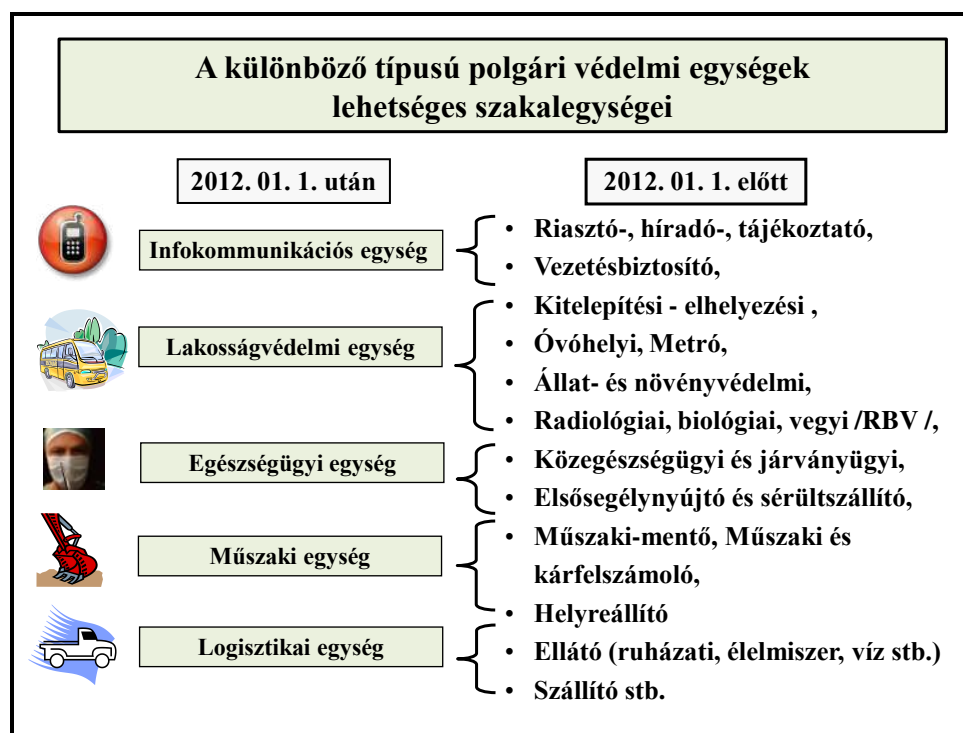 A különböző típusú polgári védelmi egységek
lehetséges szakalegységei
2012. 01. 1. után
2012. 01. 1. előtt
Infokommunikációs egység
• Riasztó-, híradó-, tájékoztató,
• Vezetésbiztosító,
Lakosságvédelmi egység
• Kitelepítési - elhelyezési ,
• Óvóhelyi, Metró,
• Állat- és növényvédelmi,
• Radiológiai, biológiai, vegyi /RBV /,
Egészségügyi egység
• Közegészségügyi és járványügyi,
• Elsősegélynyújtó és sérültszállító,
Műszaki egység
• Műszaki-mentő, Műszaki és
kárfelszámoló,
• Helyreállító
Logisztikai egység
• Ellátó (ruházati, élelmiszer, víz stb.)
• Szállító stb.